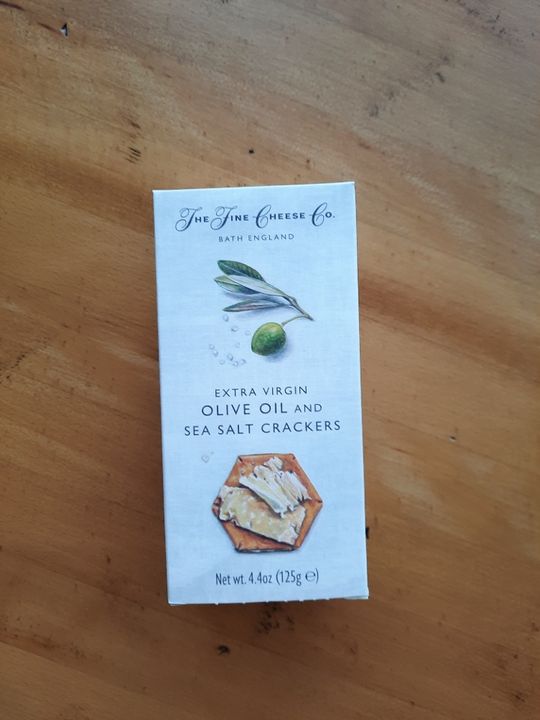 The Fine Cheese Co.
BATH ENGLAND
EXTRA VIRGIN
OLIVE OIL AND
SEA SALT CRACKERS
Net wt. 4.4oz (125g ℮)